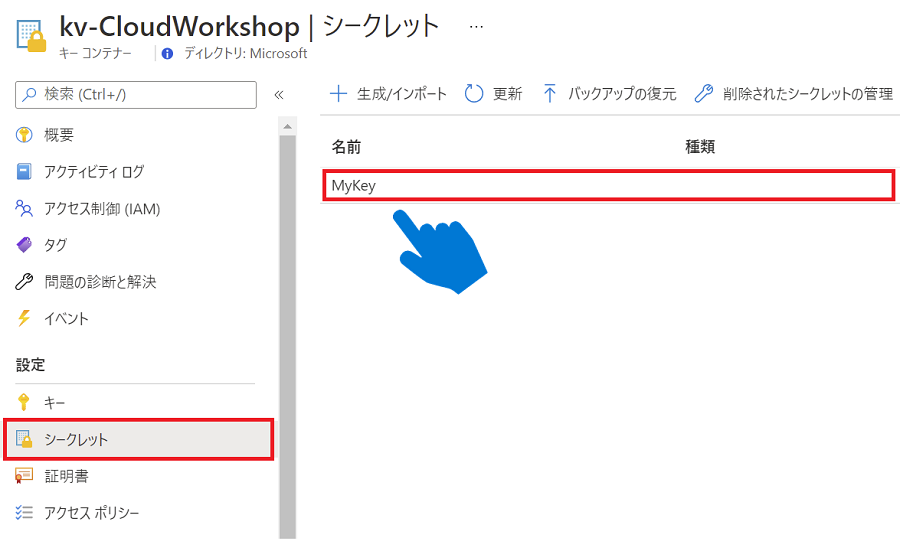 kv-CloudWorkshop | シークレット ...
キー コンテナー ディレクトリ: Microsoft
検索 (Ctrl+/) «
生成/インポート 更新 バックアップの復元 削除されたシークレットの管理
概要
アクティビティ ログ
アクセス制御 (IAM)
タグ
問題の診断と解決
イベント
設定
キー
シークレット
証明書
アクセス ポリシー
名前 種類
MyKey